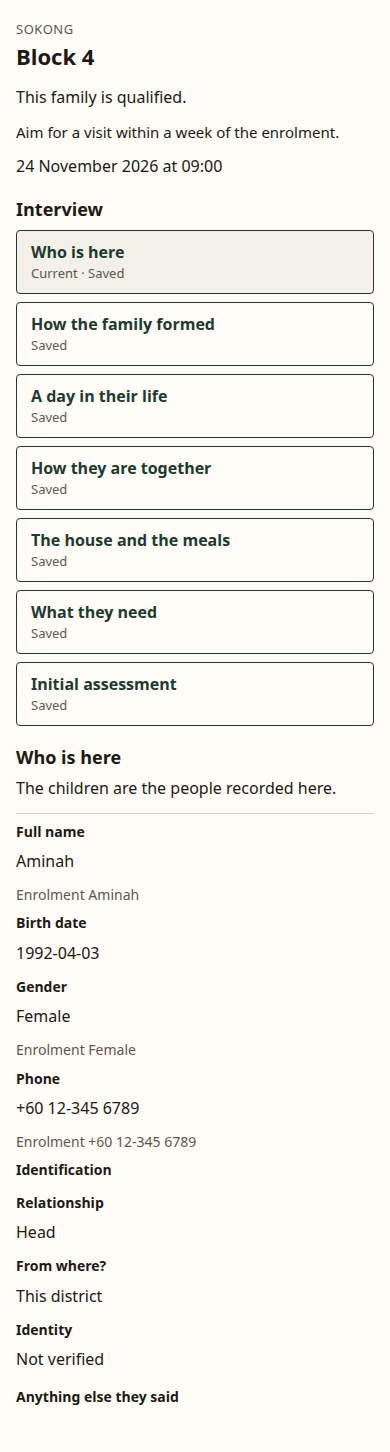 SOKONG
Block 4
This family is qualified.
Aim for a visit within a week of the enrolment.
24 November 2026 at 09:00
Interview
Who is here
Current · Saved
How the family formed
Saved
A day in their life
Saved
How they are together
Saved
The house and the meals
Saved
What they need
Saved
Initial assessment
Saved
Who is here
The children are the people recorded here.
Full name
Aminah
Enrolment Aminah
Birth date
1992-04-03
Gender
Female
Enrolment Female
Phone
+60 12-345 6789
Enrolment +60 12-345 6789
Identification
Relationship
Head
From where?
This district
Identity
Not verified
Anything else they said